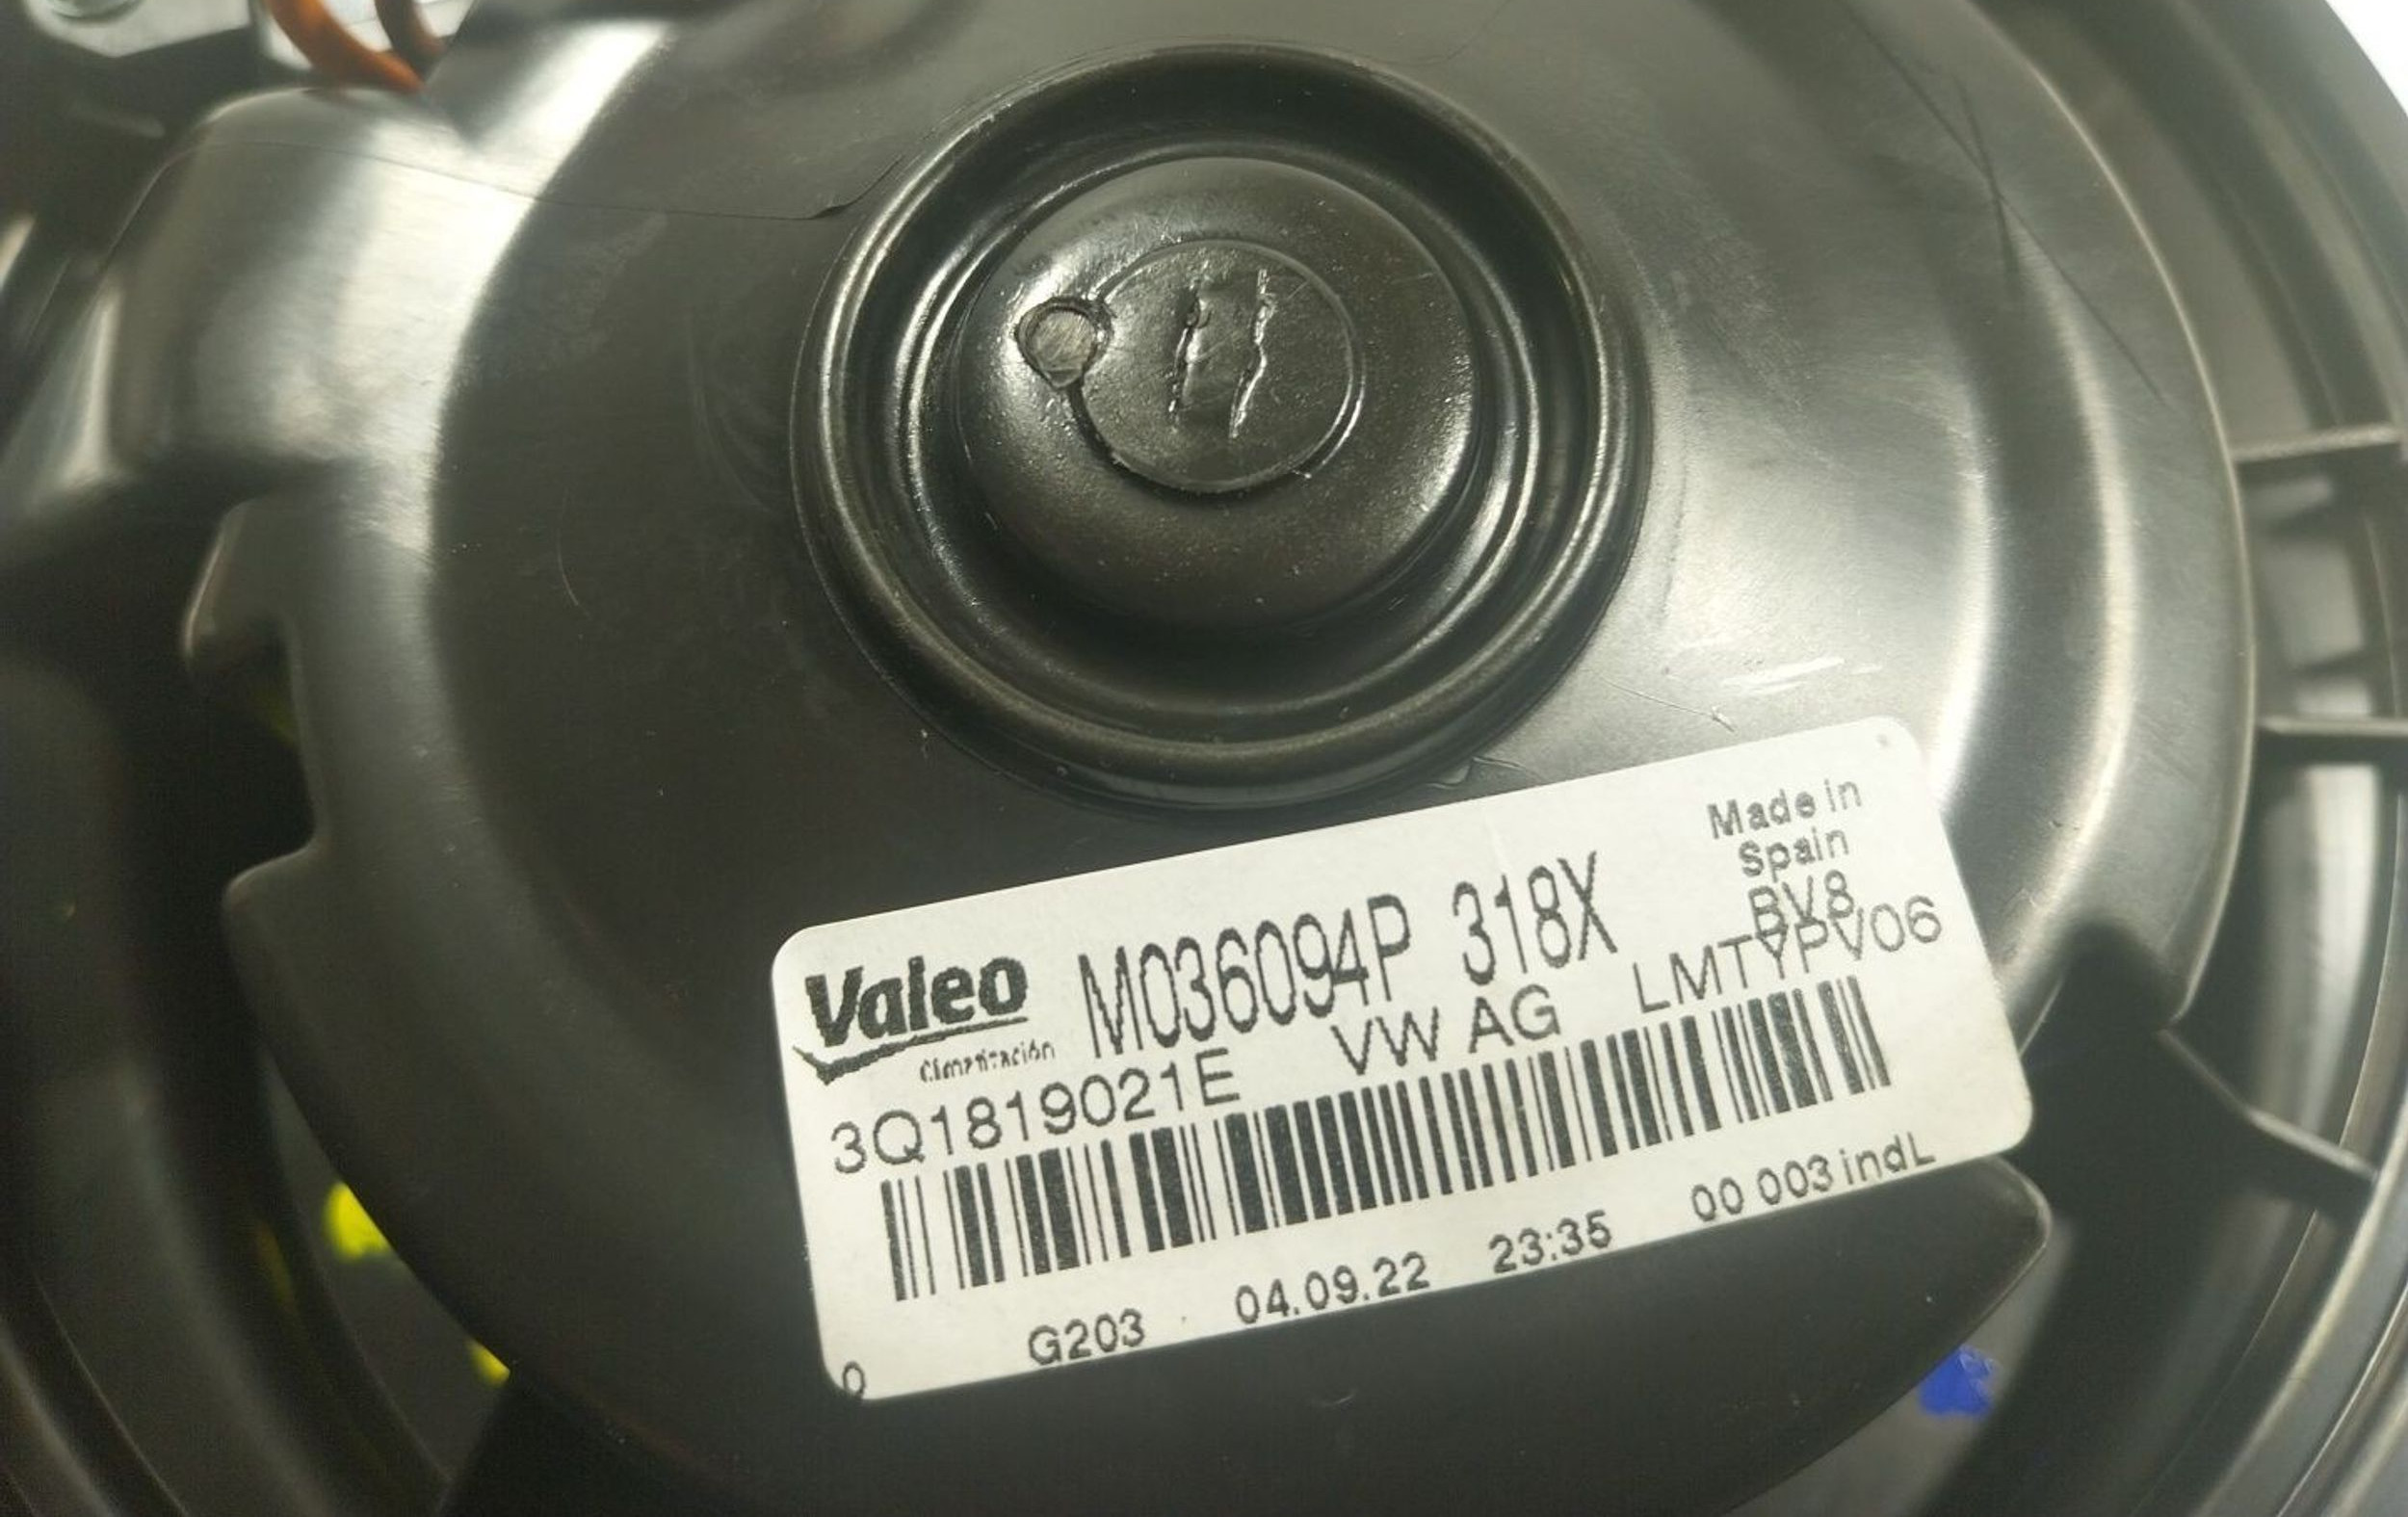 Made in
Spain
BV8
Valeo M036094P 318X
Climatización
3Q1819021E VW AG LMTYPV06
00 003 indL
G203 04.09.22 23:35
0